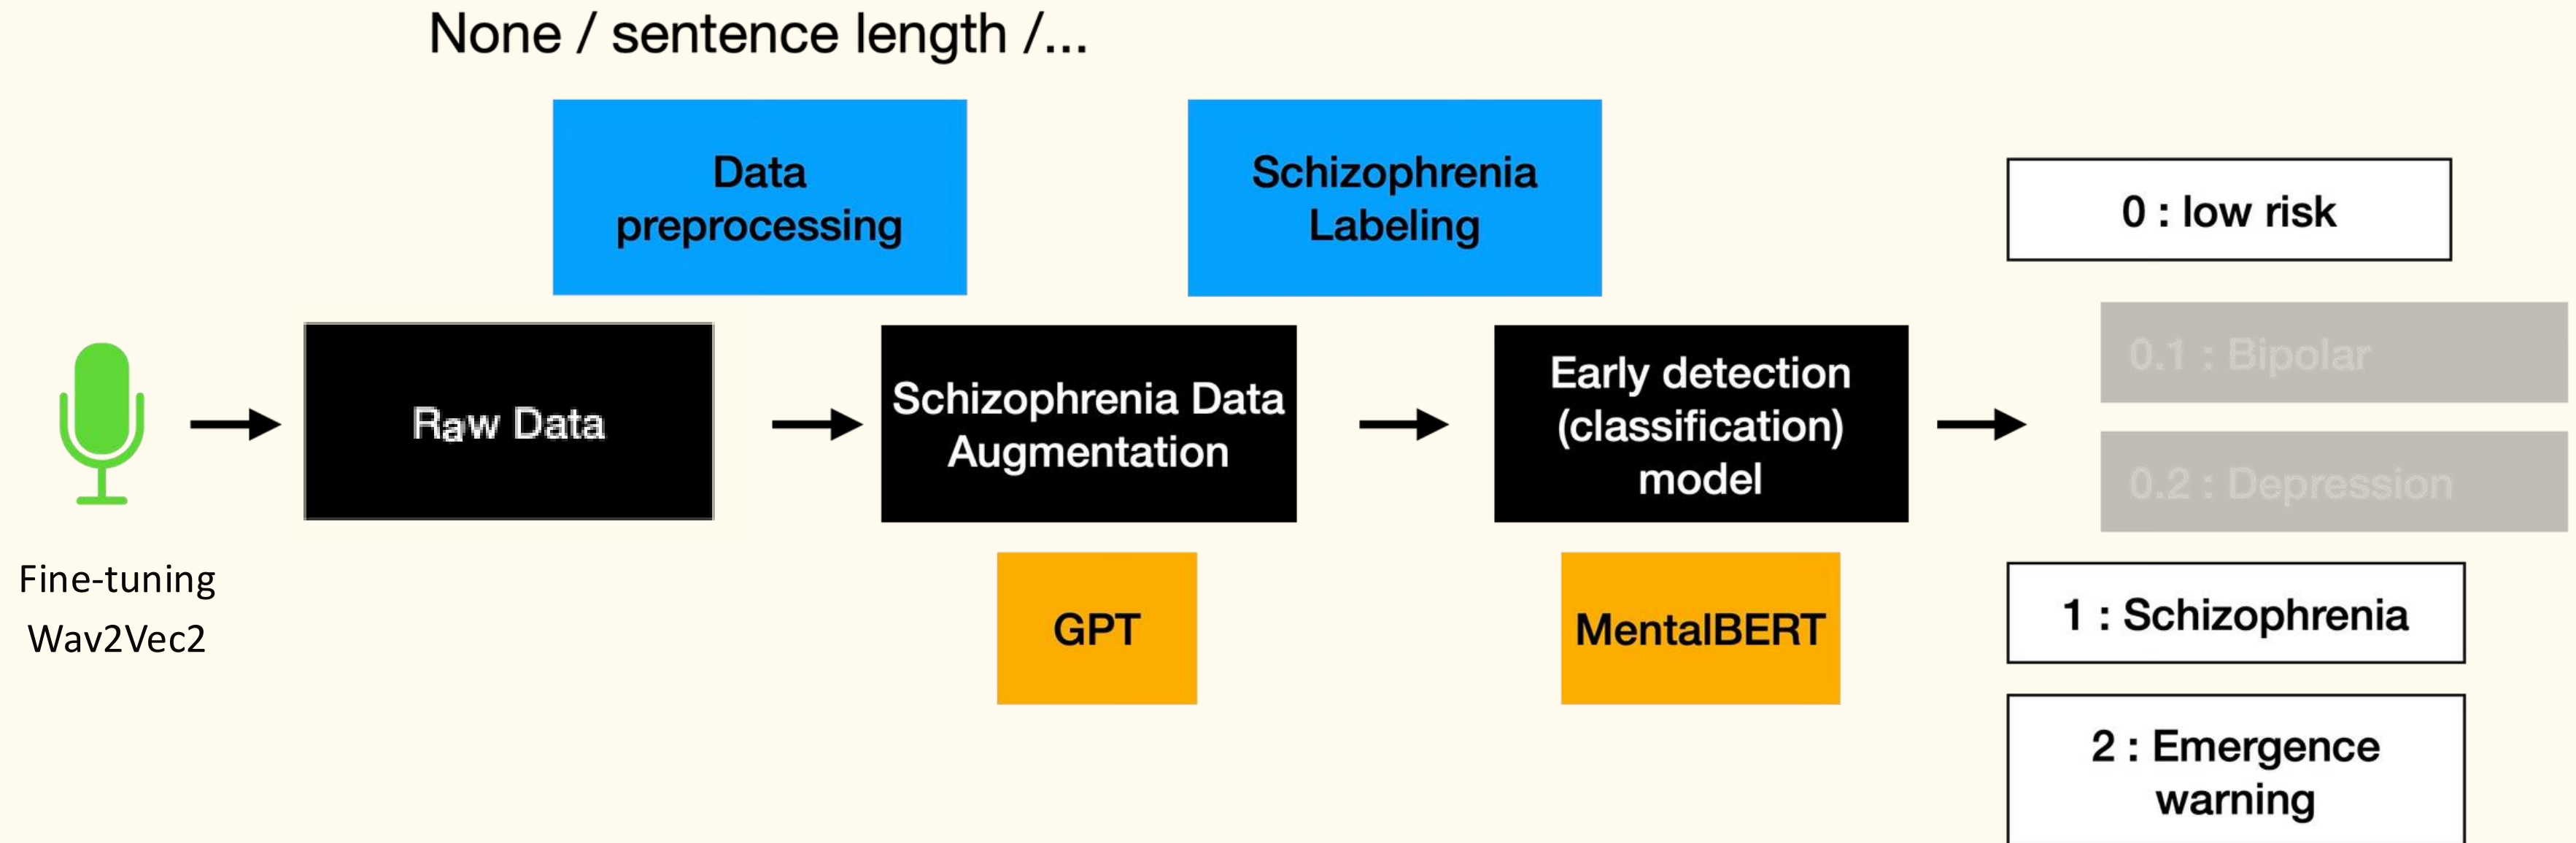 None / sentence length /...
Data
preprocessing
Schizophrenia
Labeling
Fine-tuning
Wav2Vec2
Raw Data
Schizophrenia Data
Augmentation
GPT
Early detection
(classification)
model
MentalBERT
0 : low risk
0.1 : Bipolar
0.2 : Depression
1 : Schizophrenia
2 : Emergence
warning